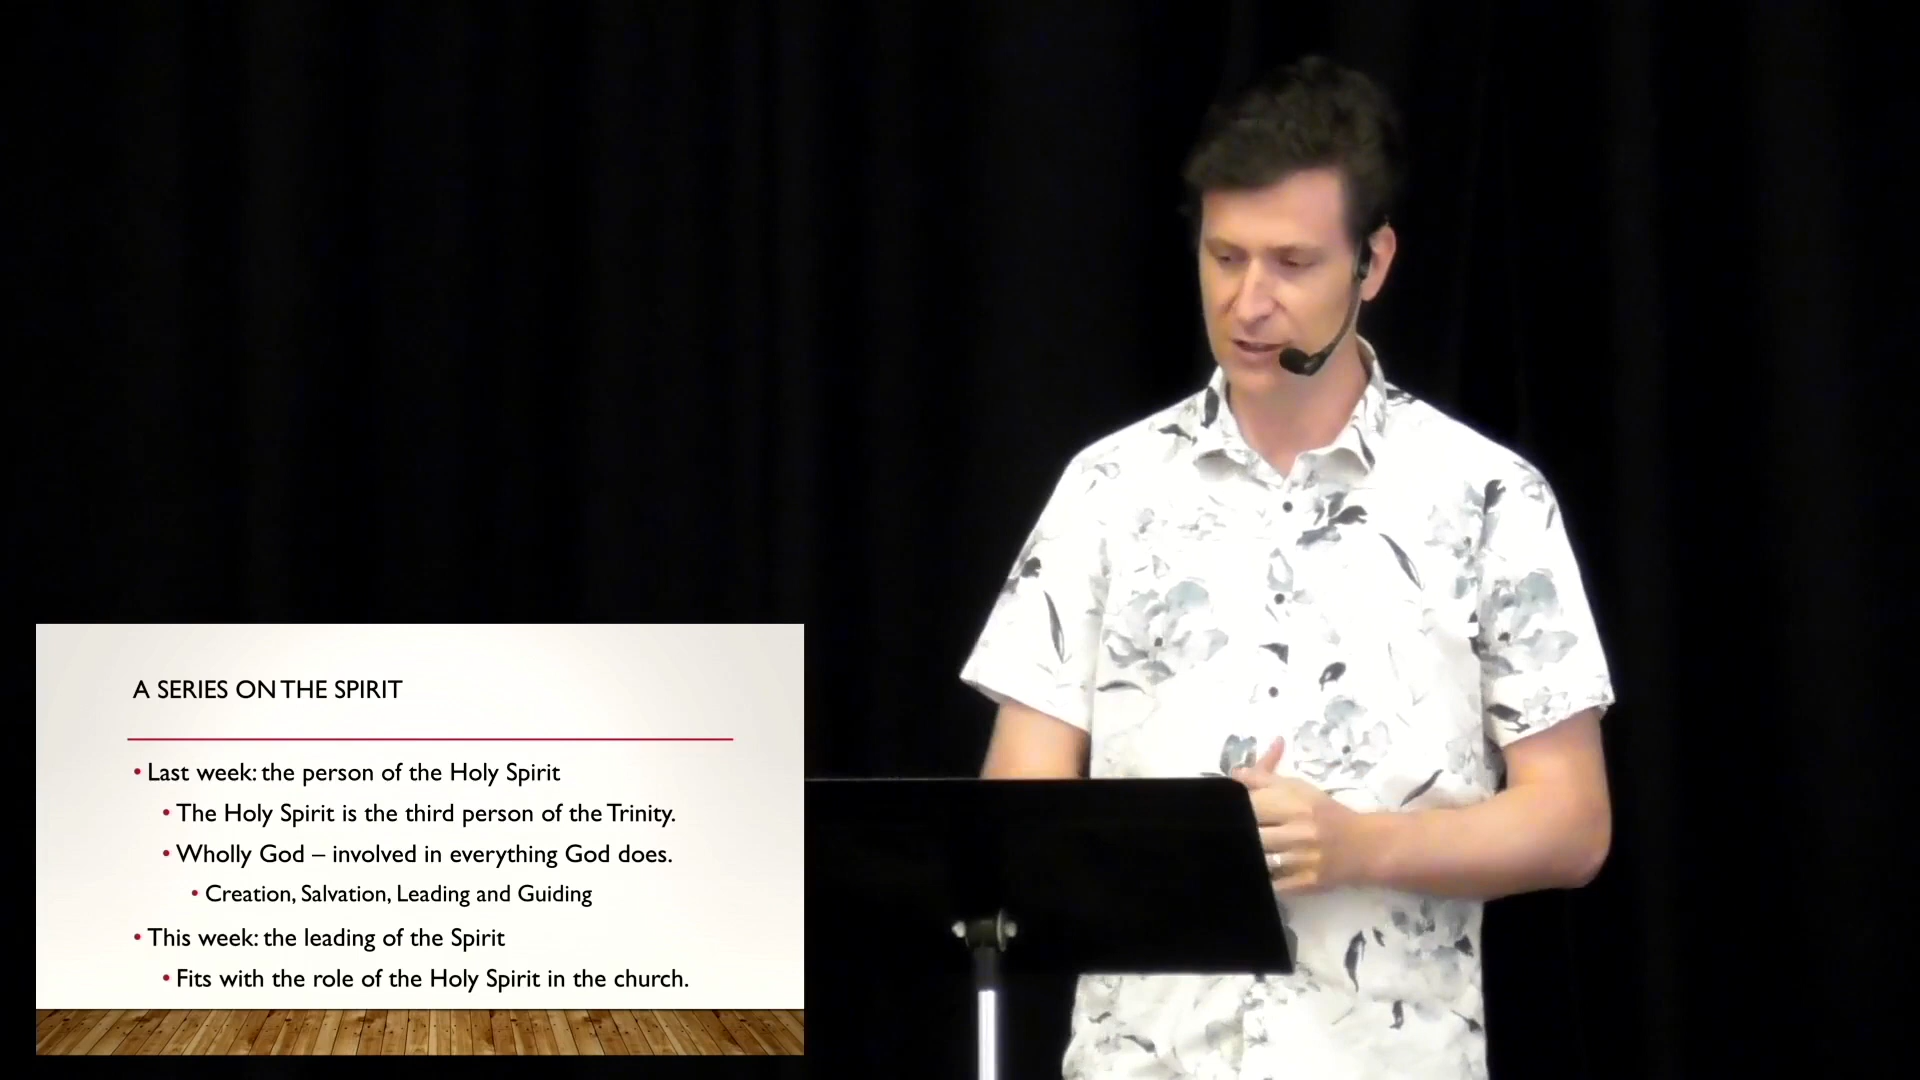 A SERIES ON THE SPIRIT
• Last week: the person of the Holy Spirit
• The Holy Spirit is the third person of the Trinity.
• Wholly God – involved in everything God does.
• Creation, Salvation, Leading and Guiding
• This week: the leading of the Spirit
• Fits with the role of the Holy Spirit in the church.